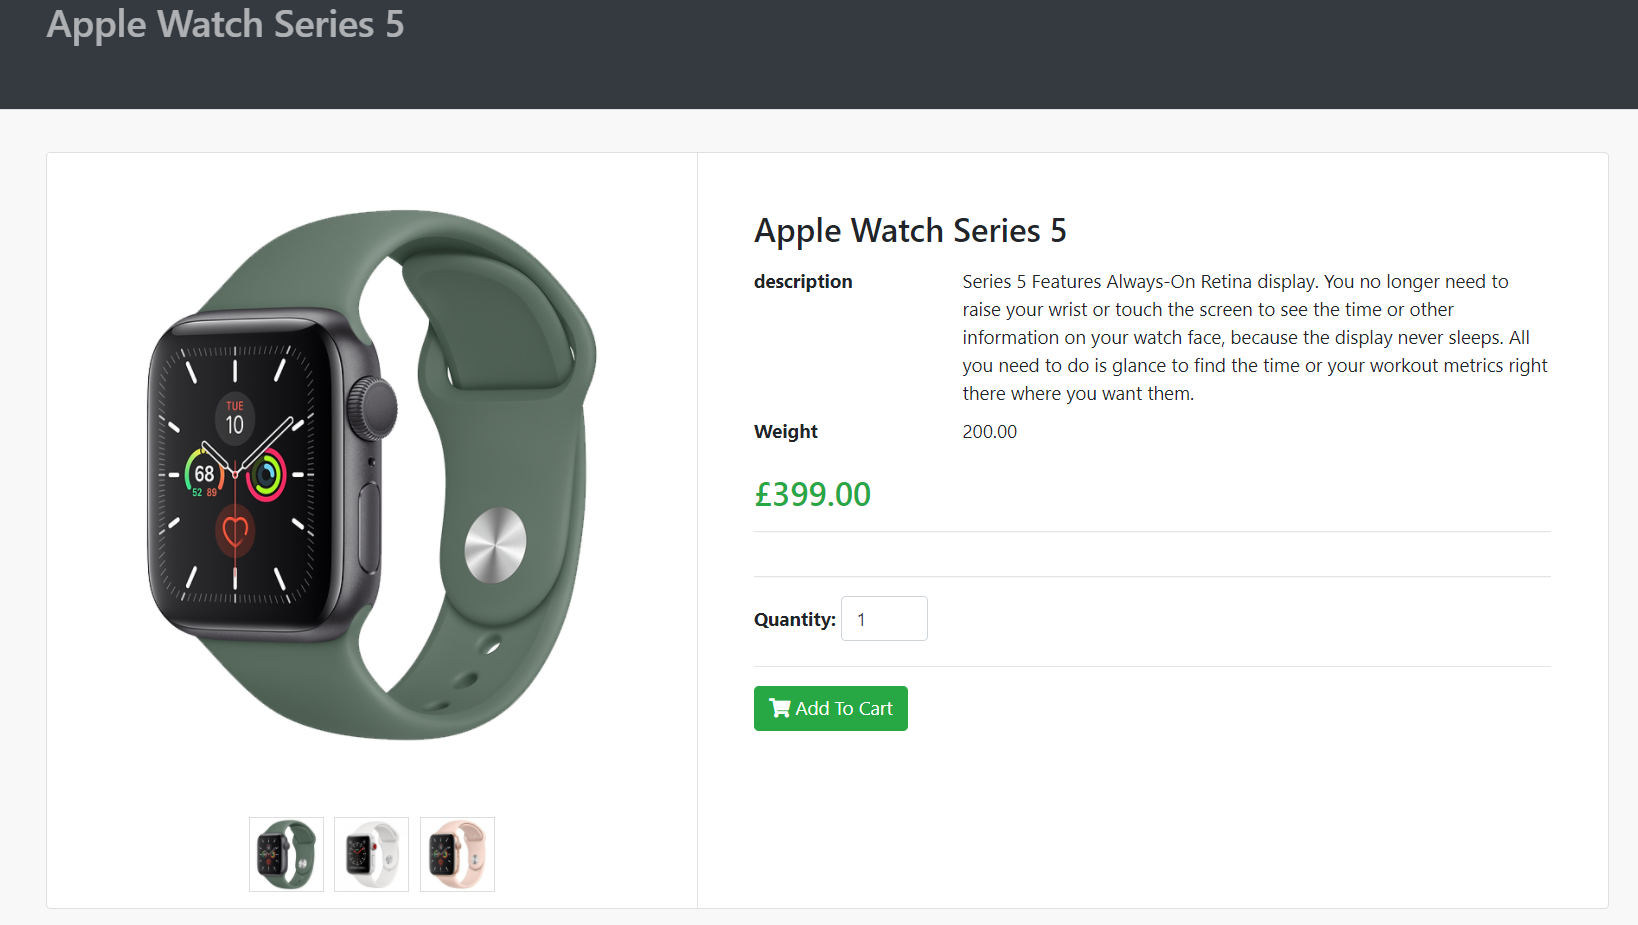 Apple Watch Series 5
TUE
10
68
52 89
Apple Watch Series 5
description
Series 5 Features Always-On Retina display. You no longer need to
raise your wrist or touch the screen to see the time or other
information on your watch face, because the display never sleeps. All
you need to do is glance to find the time or your workout metrics right
there where you want them.
Weight
200.00
£399.00
Quantity:
1
Add To Cart